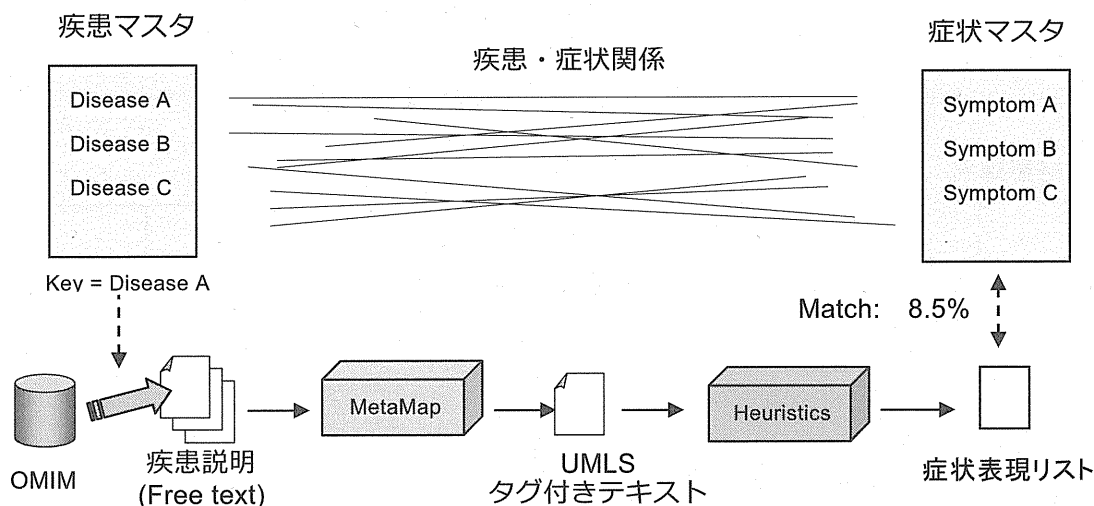 疾患マスタ
疾患・症状関係
症状マスタ
Disease A
Disease B
Disease C
Symptom A
Symptom B
Symptom C
Key = Disease A
Match: 8.5%
MetaMap
Heuristics
OMIM
疾患説明
(Free text)
UMLS
タグ付きテキスト
症状表現リスト